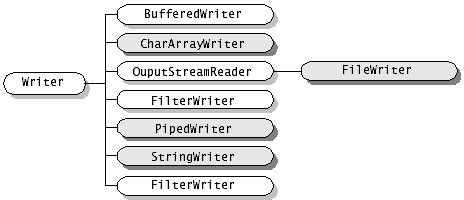 BufferedWriter
CharArrayWriter
OuputStreamReader
FileWriter
Writer
FilterWriter
PipedWriter
StringWriter
FilterWriter